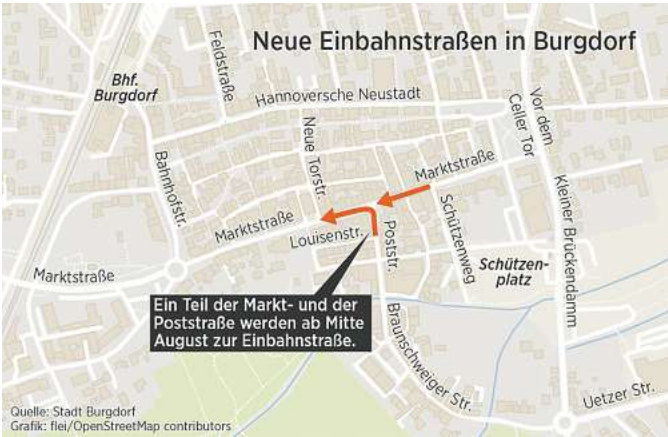 Neue Einbahnstraßen in Burgdorf
Feldstraße
Bhf.
Burgdorf
Hannoversche Neustadt
Vor dem
Celler Tor
Neue Torstr.
Bahnhofstr.
Marktstraße
Marktstraße
Louisenstr.
Poststr.
Schützenweg
Kleiner Brückendamm
Schützen-
platz
Marktstraße
Ein Teil der Markt- und der
Poststraße werden ab Mitte
August zur Einbahnstraße.
Braunschweiger Str.
Uetzer Str.
Quelle: Stadt Burgdorf
Grafik: flei/OpenStreetMap contributors